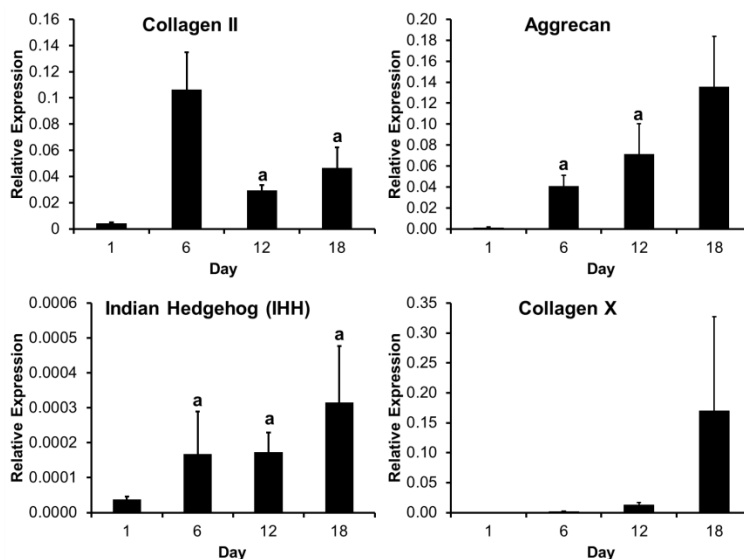 Collagen II
Relative Expression
0.16
0.14
0.12
0.1
0.08
0.06
0.04
0.02
0
a
a
1 6 12 18
Day
Aggrecan
Relative Expression
0.20
0.18
0.16
0.14
0.12
0.10
0.08
0.06
0.04
0.02
0.00
a
a
1 6 12 18
Day
Indian Hedgehog (IHH)
Relative Expression
0.0006
0.0005
0.0004
0.0003
0.0002
0.0001
0.0000
a
a
a
1 6 12 18
Day
Collagen X
Relative Expression
0.35
0.30
0.25
0.20
0.15
0.10
0.05
0.00
1 6 12 18
Day